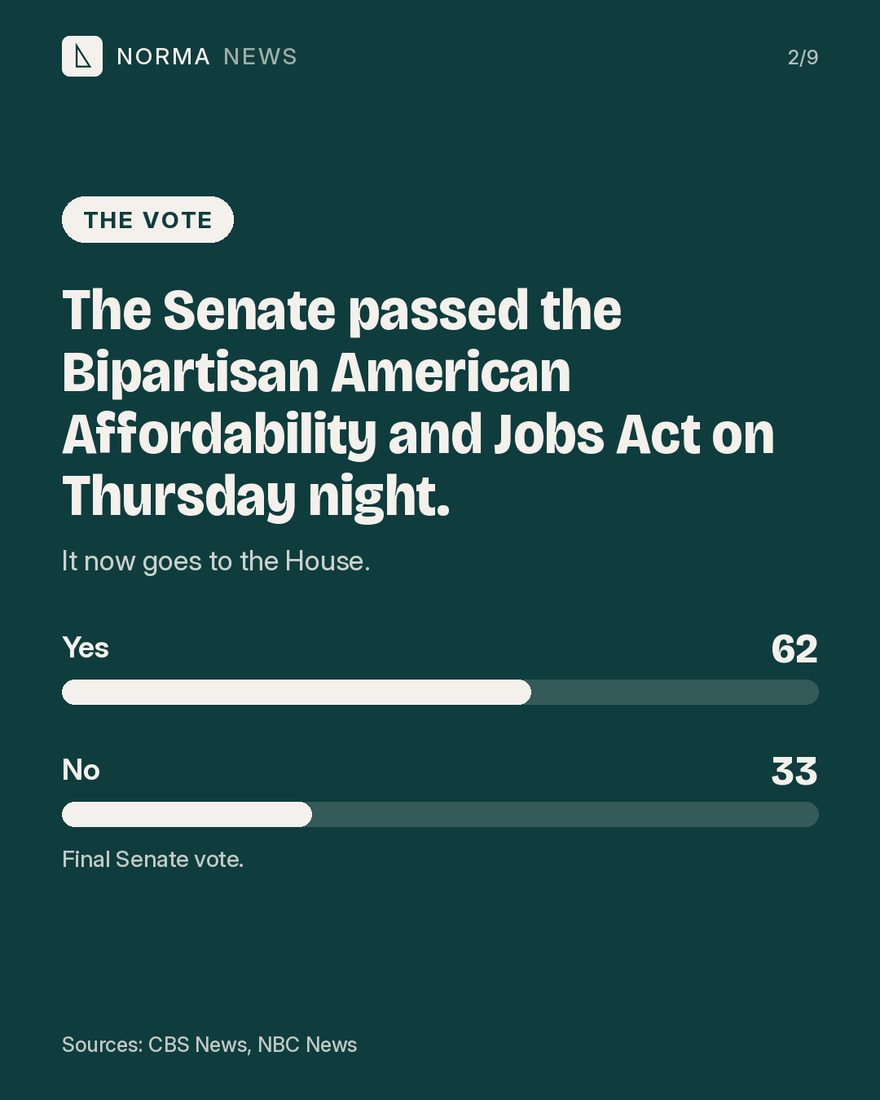 NORMA NEWS
2/9
THE VOTE
The Senate passed the
Bipartisan American
Affordability and Jobs Act on
Thursday night.
It now goes to the House.
Yes
62
No
33
Final Senate vote.
Sources: CBS News, NBC News